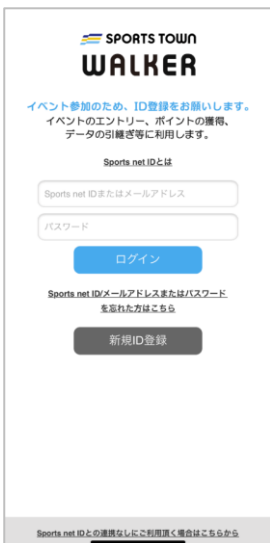 SPORTS TOWN
WALKER
イベント参加のため、ID登録をお願いします。
イベントのエントリー、ポイントの獲得、
データの引継ぎ等に利用します。
Sports net IDとは
Sports net IDまたはメールアドレス
パスワード
ログイン
Sports net ID/メールアドレスまたはパスワード
を忘れた方はこちら
新規ID登録
Sports net IDとの連携なしにご利用頂く場合はこちらから